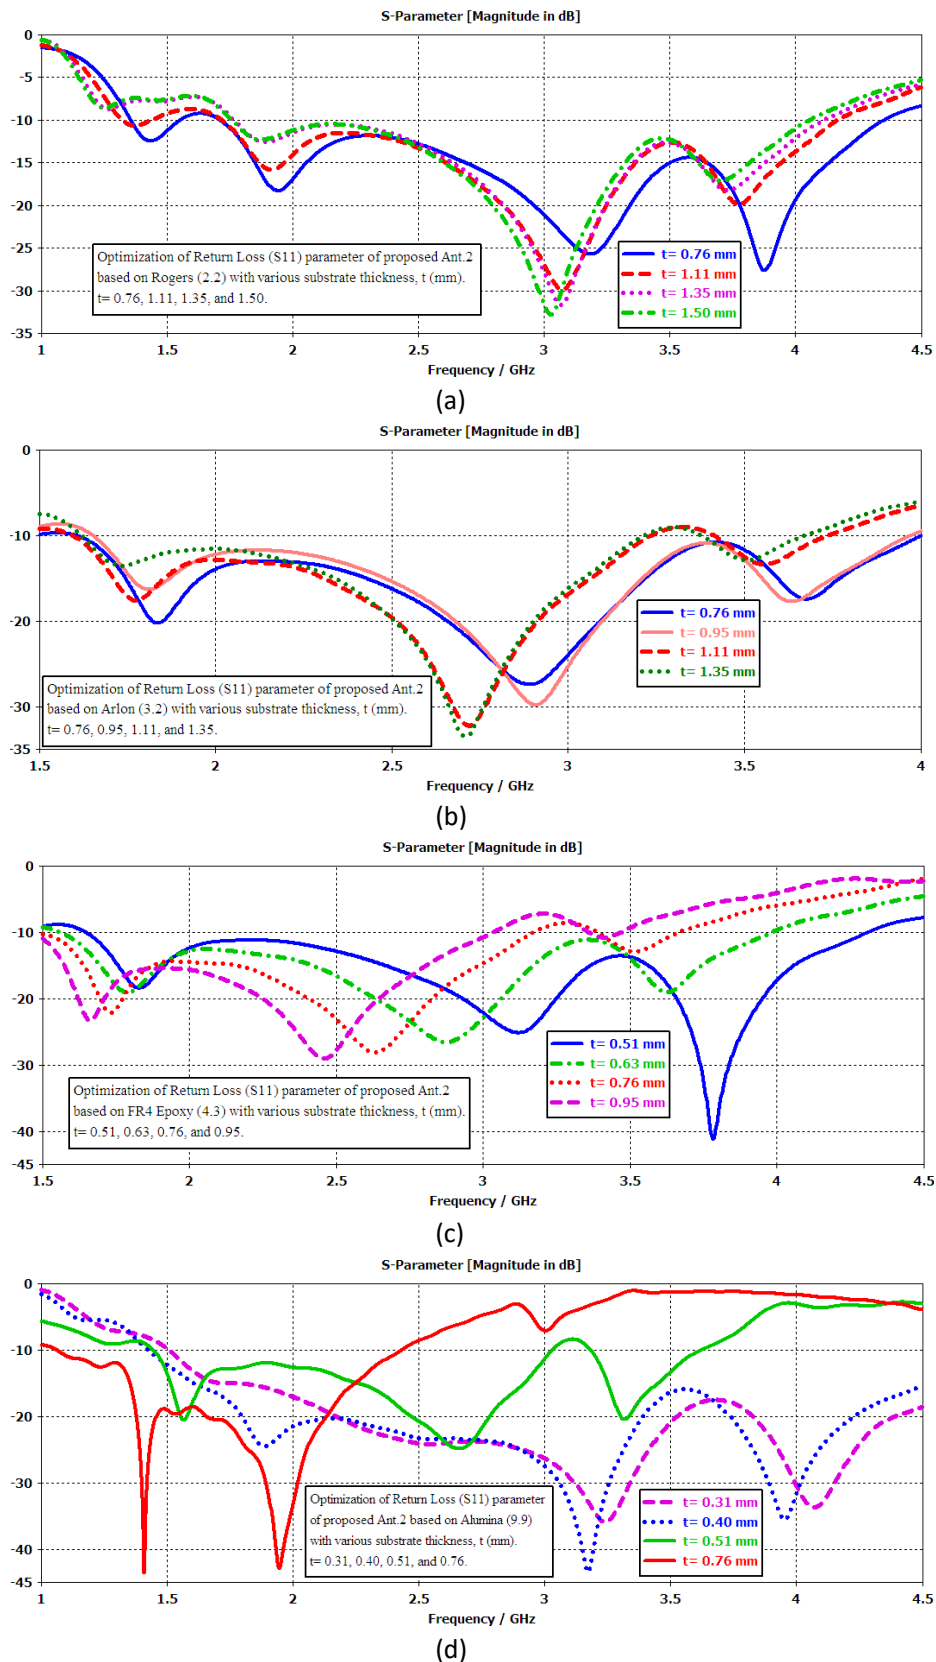 S-Parameter [Magnitude in dB]
0
-5
-10
-15
-20
-25
-30
-35
Optimization of Return Loss (S11) parameter of proposed Ant.2
based on Rogers (2.2) with various substrate thickness, t (mm).
t= 0.76, 1.11, 1.35, and 1.50.
t= 0.76 mm
t= 1.11 mm
t= 1.35 mm
t= 1.50 mm
1 1.5 2 2.5 3 3.5 4 4.5
Frequency / GHz
(a)
S-Parameter [Magnitude in dB]
0
-10
-20
-30
-35
t= 0.76 mm
t= 0.95 mm
t= 1.11 mm
t= 1.35 mm
Optimization of Return Loss (S11) parameter of proposed Ant.2
based on Arlon (3.2) with various substrate thickness, t (mm).
t= 0.76, 0.95, 1.11, and 1.35.
1.5 2 2.5 3 3.5 4
Frequency / GHz
(b)
S-Parameter [Magnitude in dB]
0
-10
-20
-30
-40
-45
t= 0.51 mm
t= 0.63 mm
t= 0.76 mm
t= 0.95 mm
Optimization of Return Loss (S11) parameter of proposed Ant.2
based on FR4 Epoxy (4.3) with various substrate thickness, t (mm).
t= 0.51, 0.63, 0.76, and 0.95.
1.5 2 2.5 3 3.5 4 4.5
Frequency / GHz
(c)
S-Parameter [Magnitude in dB]
0
-10
-20
-30
-40
-45
Optimization of Return Loss (S11) parameter
of proposed Ant.2 based on Alumina (9.9)
with various substrate thickness, t (mm).
t= 0.31, 0.40, 0.51, and 0.76.
t= 0.31 mm
t= 0.40 mm
t= 0.51 mm
t= 0.76 mm
1 1.5 2 2.5 3 3.5 4 4.5
Frequency / GHz
(d)